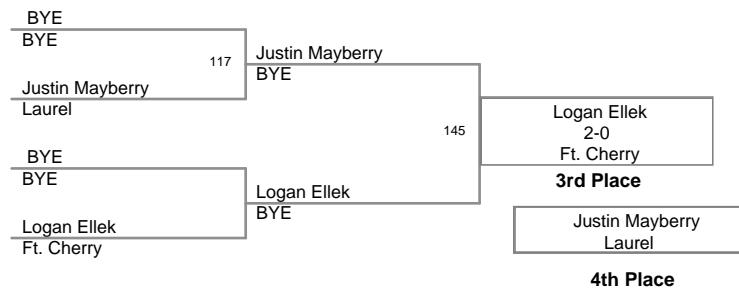 BYE
BYE
117
Justin Mayberry
BYE
Justin Mayberry
Laurel
145
Logan Ellek
2-0
Ft. Cherry
3rd Place
BYE
BYE
Logan Ellek
BYE
Logan Ellek
Ft. Cherry
Justin Mayberry
Laurel
4th Place